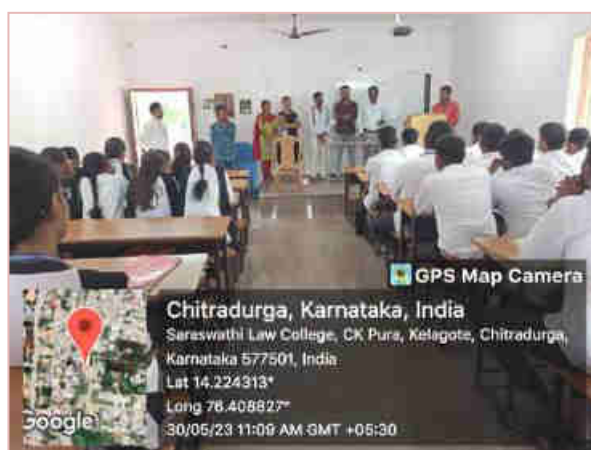 GPS Map Camera
Chitradurga, Karnataka, India
Saraswathi Law College, CK Pura, Kelagote, Chitradurga,
Karnataka 577501, India
Lat 14.224313°
Long 76.408827°
30/05/23 11:09 AM GMT +05:30
Google